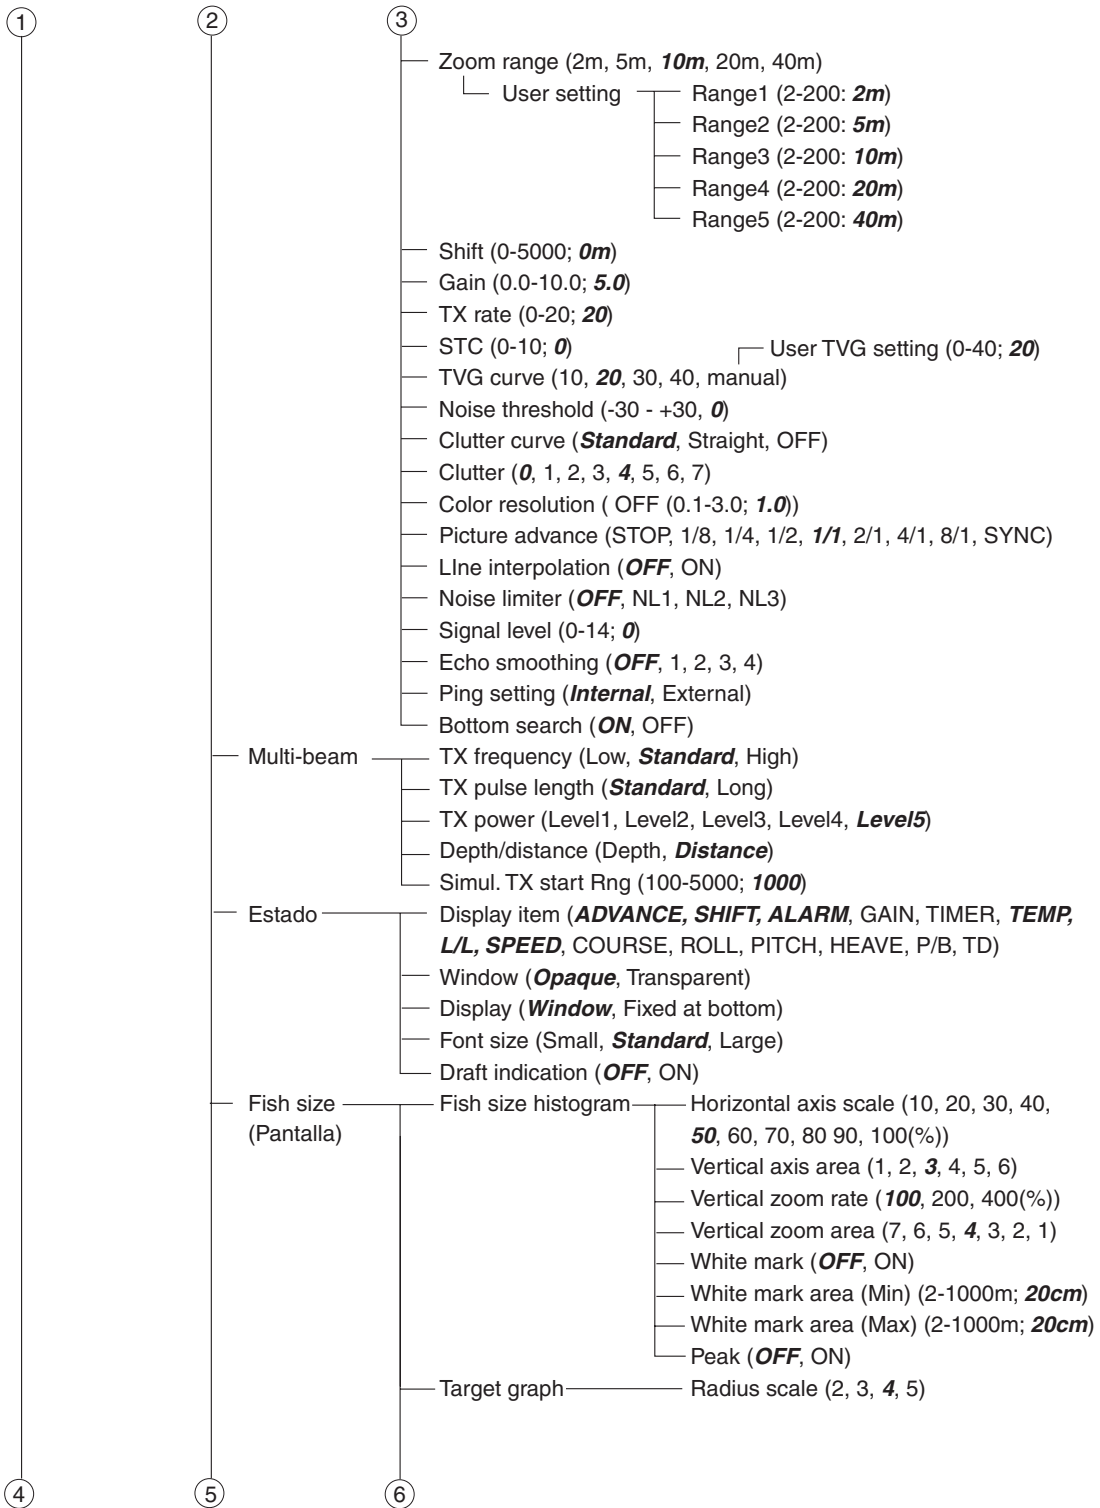 1 2 3
Zoom range (2m, 5m, 10m, 20m, 40m)
User setting Range1 (2-200: 2m)
Range2 (2-200: 5m)
Range3 (2-200: 10m)
Range4 (2-200: 20m)
Range5 (2-200: 40m)
Shift (0-5000; 0m)
Gain (0.0-10.0; 5.0)
TX rate (0-20; 20)
STC (0-10; 0) User TVG setting (0-40; 20)
TVG curve (10, 20, 30, 40, manual)
Noise threshold (-30 - +30, 0)
Clutter curve (Standard, Straight, OFF)
Clutter (0, 1, 2, 3, 4, 5, 6, 7)
Color resolution ( OFF (0.1-3.0; 1.0))
Picture advance (STOP, 1/8, 1/4, 1/2, 1/1, 2/1, 4/1, 8/1, SYNC)
LIne interpolation (OFF, ON)
Noise limiter (OFF, NL1, NL2, NL3)
Signal level (0-14; 0)
Echo smoothing (OFF, 1, 2, 3, 4)
Ping setting (Internal, External)
Bottom search (ON, OFF)
Multi-beam TX frequency (Low, Standard, High)
TX pulse length (Standard, Long)
TX power (Level1, Level2, Level3, Level4, Level5)
Depth/distance (Depth, Distance)
Simul. TX start Rng (100-5000; 1000)
Estado Display item (ADVANCE, SHIFT, ALARM, GAIN, TIMER, TEMP,
L/L, SPEED, COURSE, ROLL, PITCH, HEAVE, P/B, TD)
Window (Opaque, Transparent)
Display (Window, Fixed at bottom)
Font size (Small, Standard, Large)
Draft indication (OFF, ON)
Fish size Fish size histogram Horizontal axis scale (10, 20, 30, 40,
(Pantalla) 50, 60, 70, 80 90, 100(%))
Vertical axis area (1, 2, 3, 4, 5, 6)
Vertical zoom rate (100, 200, 400(%))
Vertical zoom area (7, 6, 5, 4, 3, 2, 1)
White mark (OFF, ON)
White mark area (Min) (2-1000m; 20cm)
White mark area (Max) (2-1000m; 20cm)
Peak (OFF, ON)
Target graph Radius scale (2, 3, 4, 5)
4 5 6